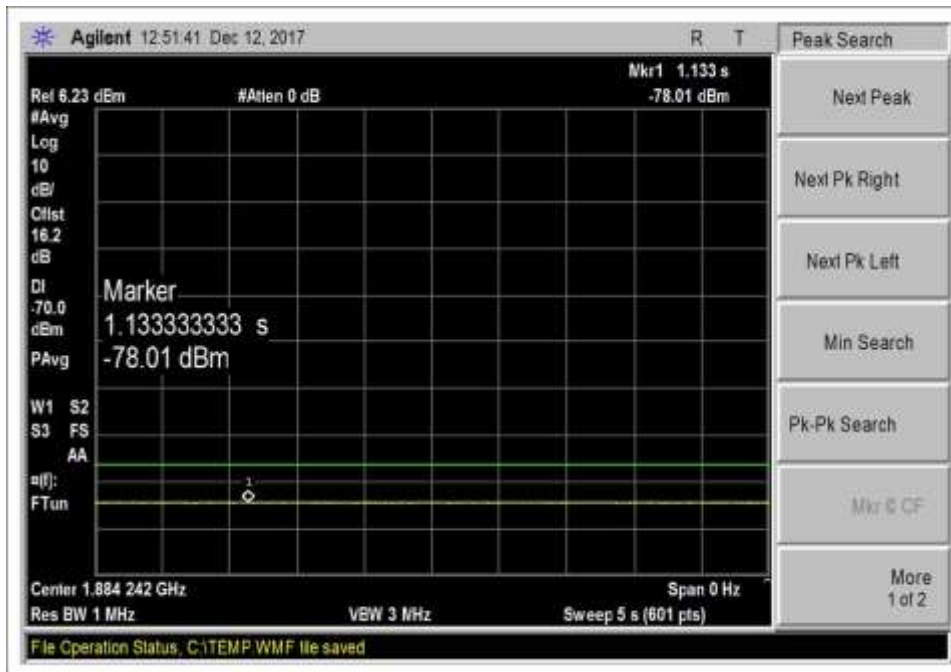 Agilent 12:51:41 Dec 12, 2017 R T
Peak Search
Mkr1 1.133 s
Ref 6.23 dBm #Atten 0 dB -78.01 dBm
#Avg
Log
10
dB/
Offst
16.2
dB
DI
-70.0
dBm
PAvg
Marker
1.133333333 s
-78.01 dBm
W1 S2
S3 FS
AA
¤(f):
FTun
1
Center 1.884 242 GHz Span 0 Hz
Res BW 1 MHz VBW 3 MHz Sweep 5 s (601 pts)
File Operation Status, C:\TEMP.WMF file saved
Next Peak
Next Pk Right
Next Pk Left
Min Search
Pk-Pk Search
Mkr © CF
More
1 of 2